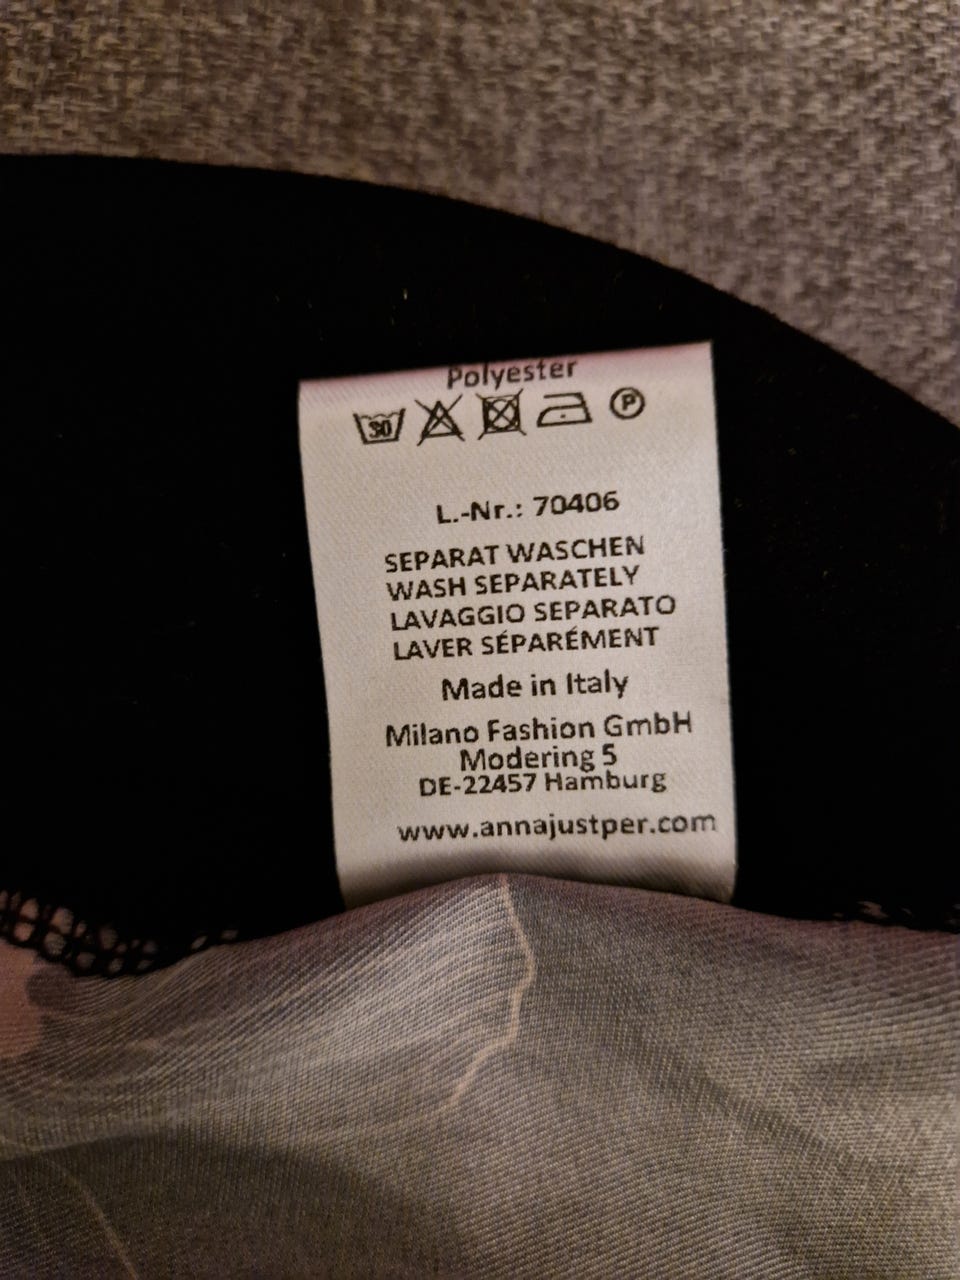 Polyester
30 P
L.-Nr.: 70406
SEPARAT WASCHEN
WASH SEPARATELY
LAVAGGIO SEPARATO
LAVER SÉPARÉMENT
Made in Italy
Milano Fashion GmbH
Modering 5
DE-22457 Hamburg
www.annajustper.com